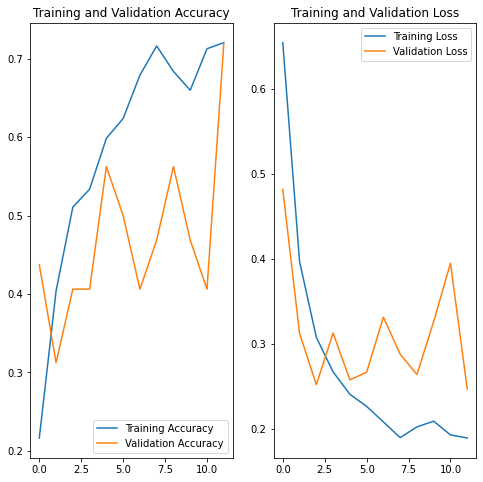 Training and Validation Accuracy
0.7
0.6
0.5
0.4
0.3
0.2
Training Accuracy
Validation Accuracy
0.0 2.5 5.0 7.5 10.0
Training and Validation Loss
Training Loss
Validation Loss
0.6
0.5
0.4
0.3
0.2
0.0 2.5 5.0 7.5 10.0